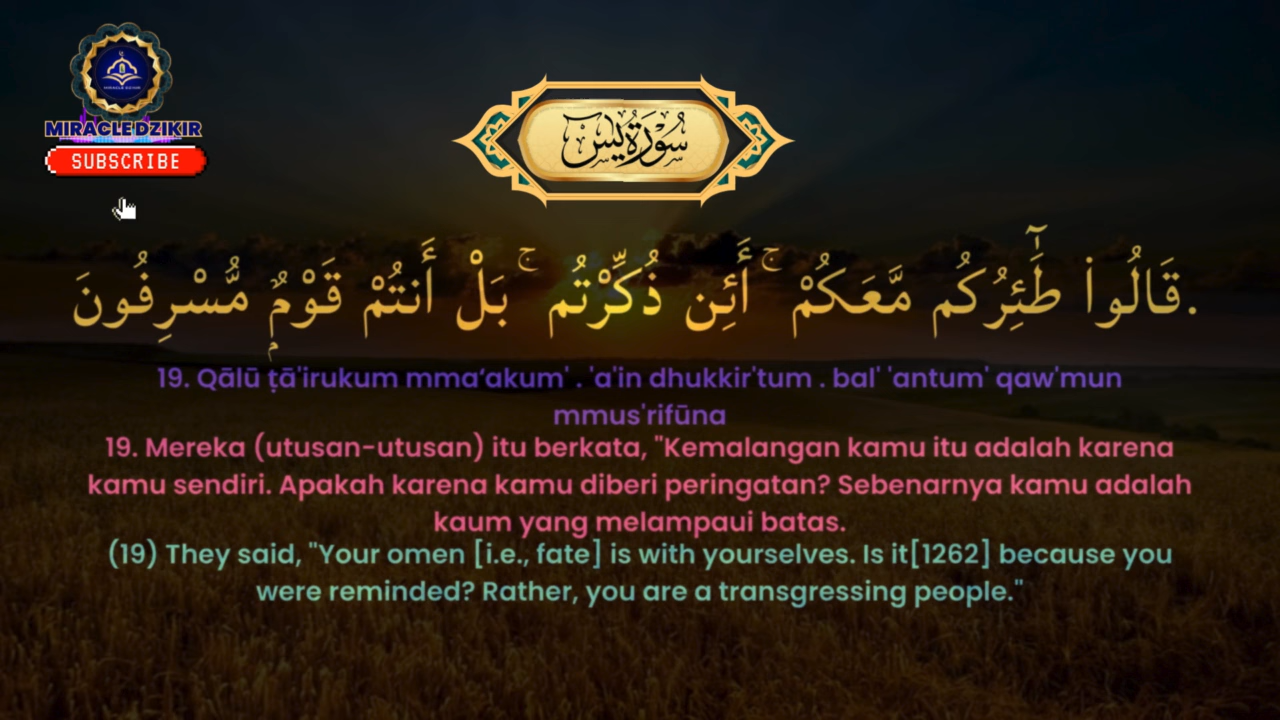 MIRACLE DZIKIR
MIRACLE DZIKIR
SUBSCRIBE
سُورَةُ يس
قَالُوا۟ طَـٰٓئِرُكُم مَّعَكُمْ ۚ أَئِن ذُكِّرْتُم ۚ بَلْ أَنتُمْ قَوْمٌۭ مُّسْرِفُونَ.
19. Qālū ṭā'irukum mma‘akum' . 'a'in dhukkir'tum . bal' 'antum' qaw'mun
mmus'rifūna
19. Mereka (utusan-utusan) itu berkata, "Kemalangan kamu itu adalah karena
kamu sendiri. Apakah karena kamu diberi peringatan? Sebenarnya kamu adalah
kaum yang melampaui batas.
(19) They said, "Your omen [i.e., fate] is with yourselves. Is it[1262] because you
were reminded? Rather, you are a transgressing people."